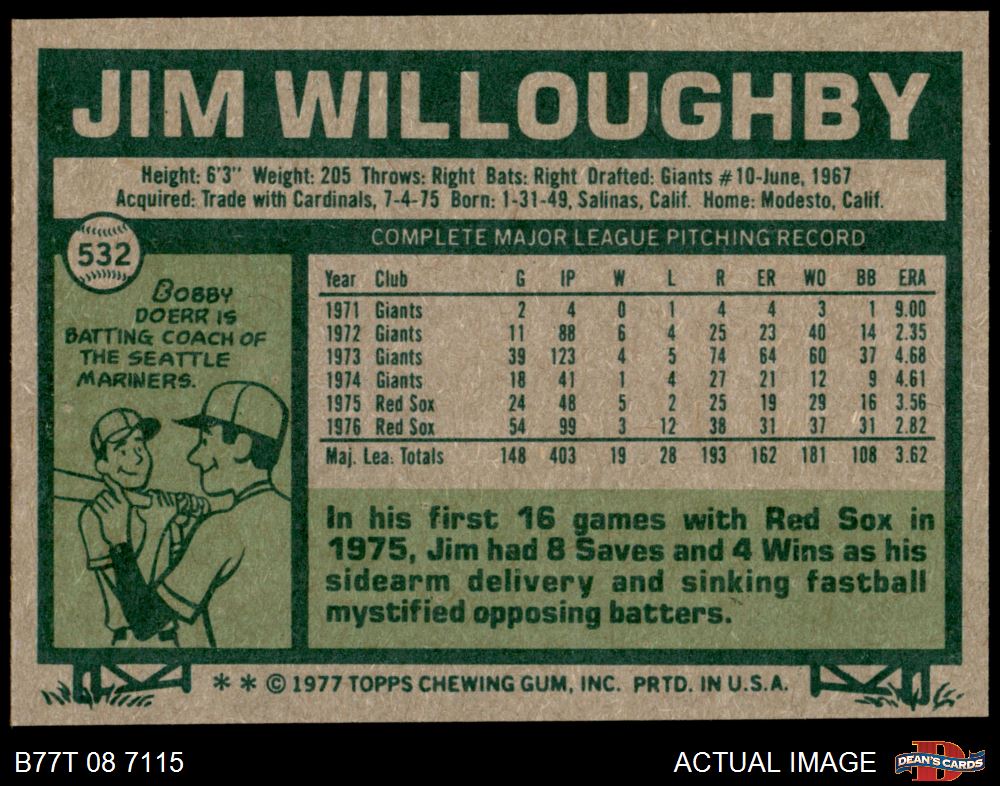 JIM WILLOUGHBY
Height: 6'3" Weight: 205 Throws: Right Bats: Right Drafted: Giants #10-June, 1967
Acquired: Trade with Cardinals, 7-4-75 Born: 1-31-49, Salinas, Calif. Home: Modesto, Calif.
532
COMPLETE MAJOR LEAGUE PITCHING RECORD
BOBBY
DOERR IS
BATTING COACH OF
THE SEATTLE
MARINERS.
Year Club G IP W L R ER WO BB ERA
1971 Giants 2 4 0 1 4 4 3 1 9.00
1972 Giants 11 88 6 4 25 23 40 14 2.35
1973 Giants 39 123 4 5 74 64 60 37 4.68
1974 Giants 18 41 1 4 27 21 12 9 4.61
1975 Red Sox 24 48 5 2 25 19 29 16 3.56
1976 Red Sox 54 99 3 12 38 31 37 31 2.82
Maj. Lea. Totals 148 403 19 28 193 162 181 108 3.62
In his first 16 games with Red Sox in
1975, Jim had 8 Saves and 4 Wins as his
sidearm delivery and sinking fastball
mystified opposing batters.
* * © 1977 TOPPS CHEWING GUM, INC. PRTD. IN U.S.A.
B77T 08 7115
ACTUAL IMAGE
D
DEAN'S CARDS